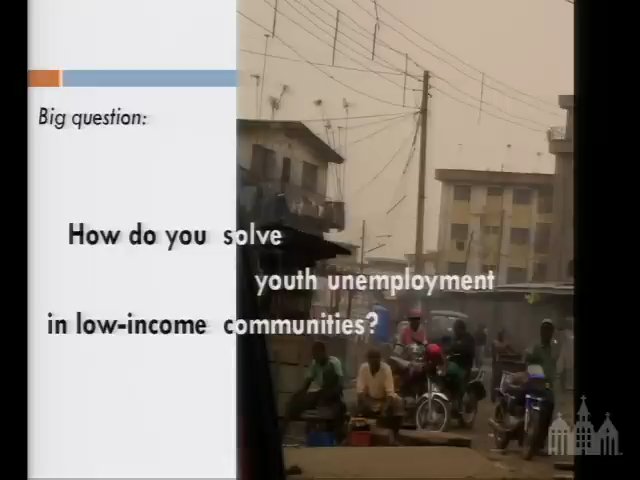 Big question:
How do you solve
youth unemployment
in low-income communities?